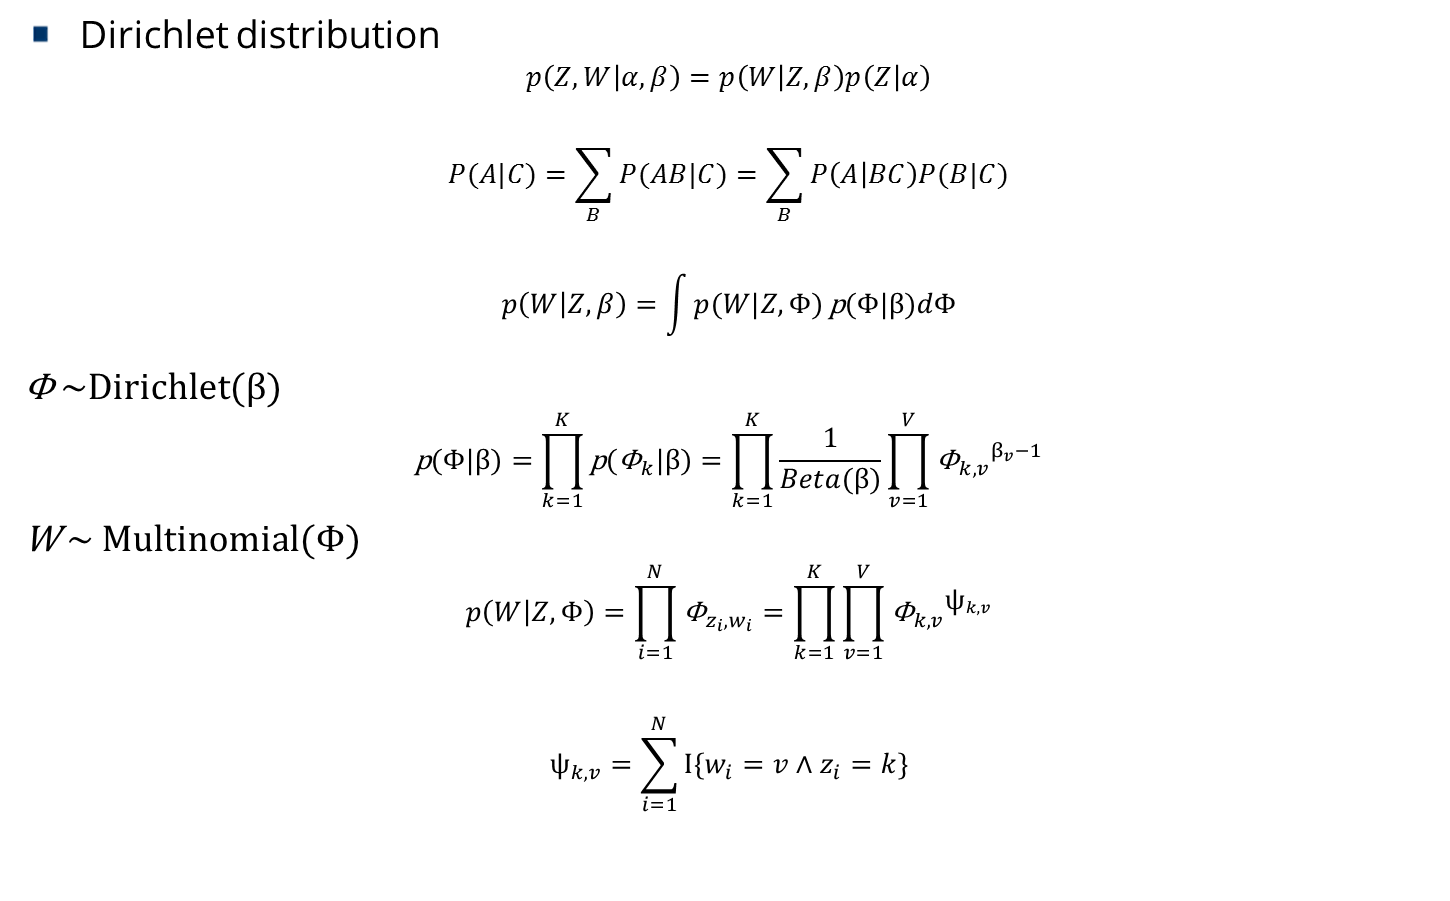 ▪ Dirichlet distribution
p(Z, W|α, β) = p(W|Z, β)p(Z|α)
P(A|C) = ∑_B P(AB|C) = ∑_B P(A|BC)P(B|C)
p(W|Z, β) = ∫ p(W|Z, Φ) p(Φ|β)dΦ
Φ~Dirichlet(β)
p(Φ|β) = ∏_{k=1}^{K} p(Φ_k|β) = ∏_{k=1}^{K} \frac{1}{Beta(β)} ∏_{v=1}^{V} Φ_{k,v}^{β_v−1}
W~ Multinomial(Φ)
p(W|Z, Φ) = ∏_{i=1}^{N} Φ_{z_i,w_i} = ∏_{k=1}^{K} ∏_{v=1}^{V} Φ_{k,v}^{ψ_{k,v}}
ψ_{k,v} = ∑_{i=1}^{N} I{w_i = v ∧ z_i = k}